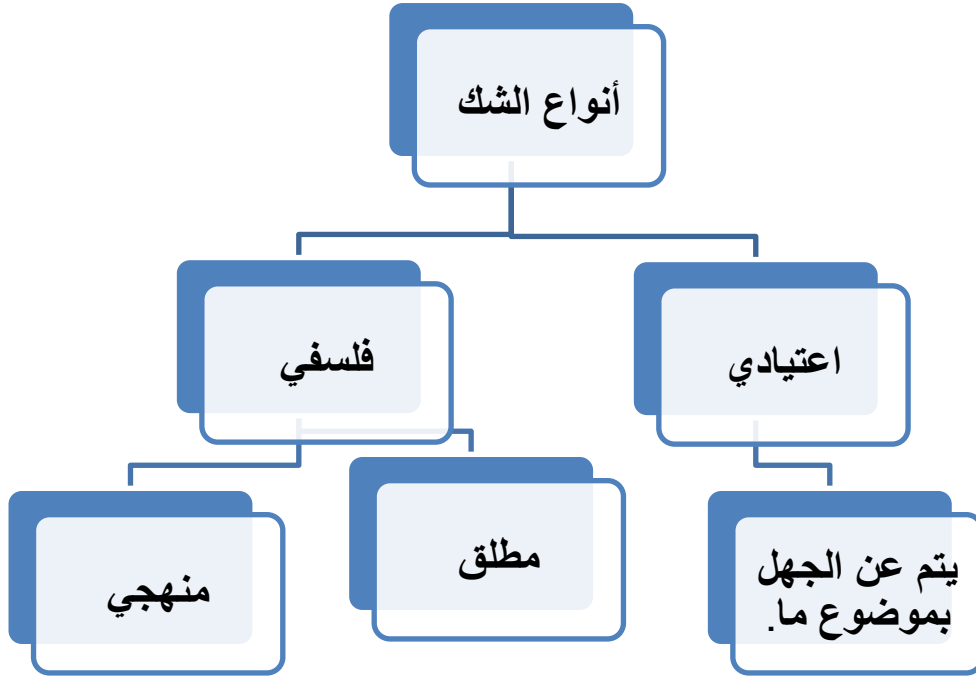 أنواع الشك
اعتيادي
فلسفي
يتم عن الجهل
بموضوع ما.
مطلق
منهجي